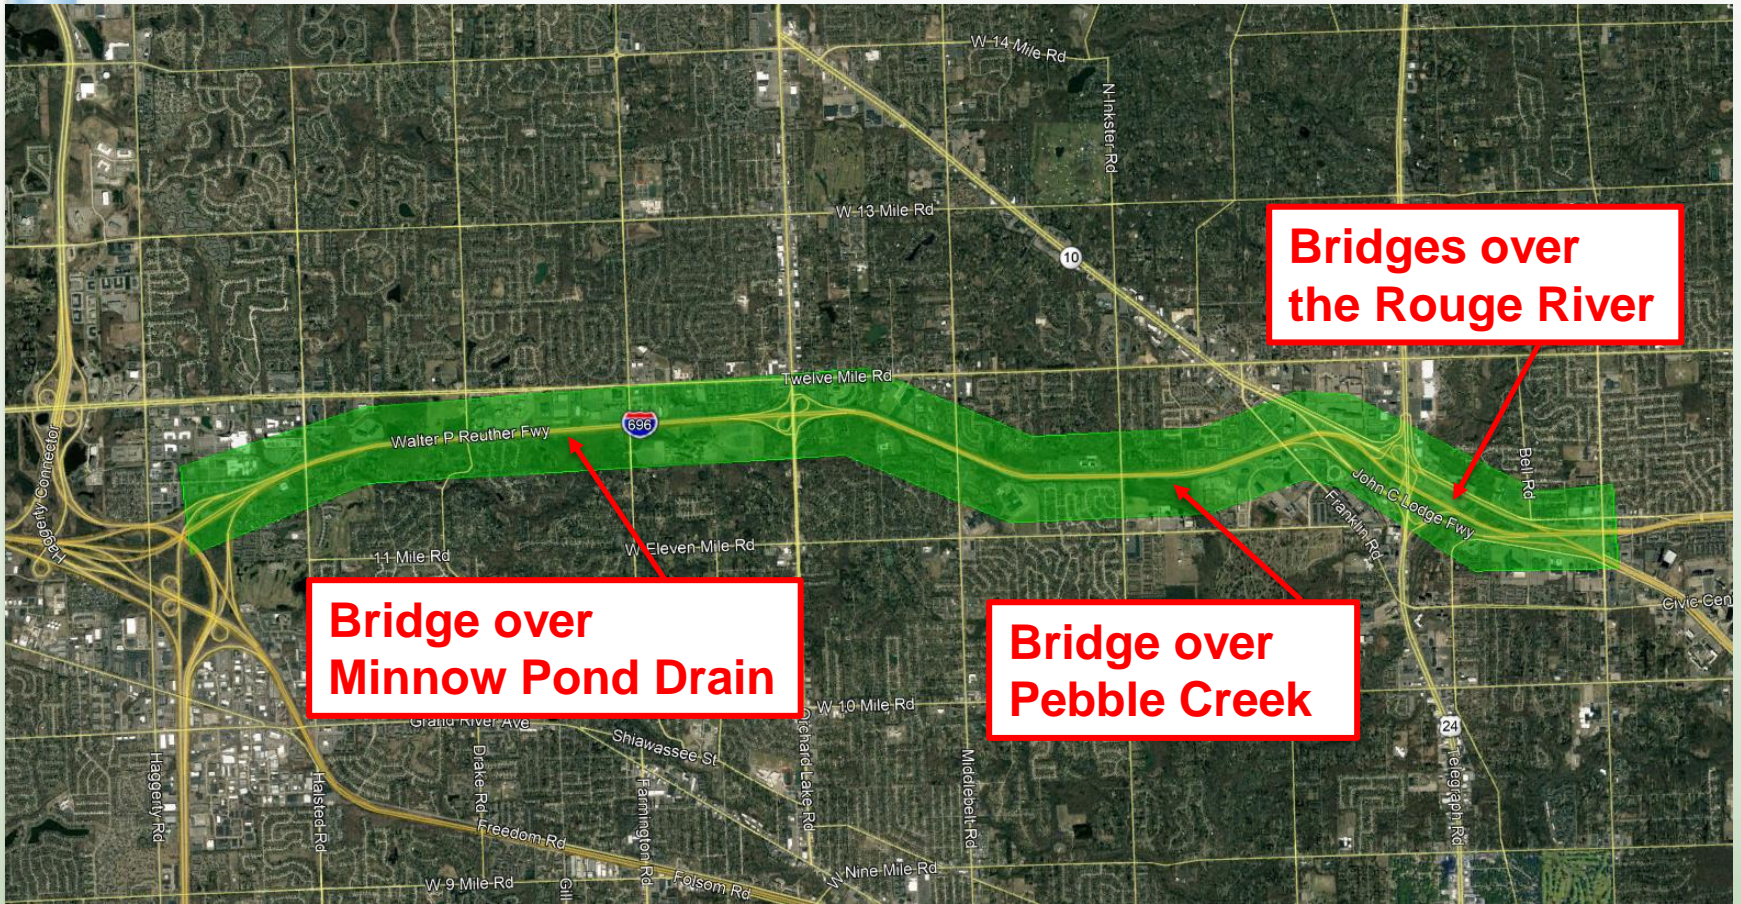 W 14 Mile Rd
N Inkster Rd
W 13 Mile Rd
10
Bridges over
the Rouge River
Twelve Mile Rd
696
Walter P Reuther Fwy
Haggerty Connector
Bell Rd
John C Lodge Fwy
Franklin Rd
11 Mile Rd
W Eleven Mile Rd
Civic Cen
Bridge over
Minnow Pond Drain
Bridge over
Pebble Creek
W 10 Mile Rd
Grand River Ave
Shiawassee St
Orchard Lake Rd
24
Haggerty Rd
Halsted Rd
Drake Rd
Farmington Rd
Middlebelt Rd
Telegraph Rd
Freedom Rd
W 9 Mile Rd
Gill
Folsom Rd
W Nine Mile Rd